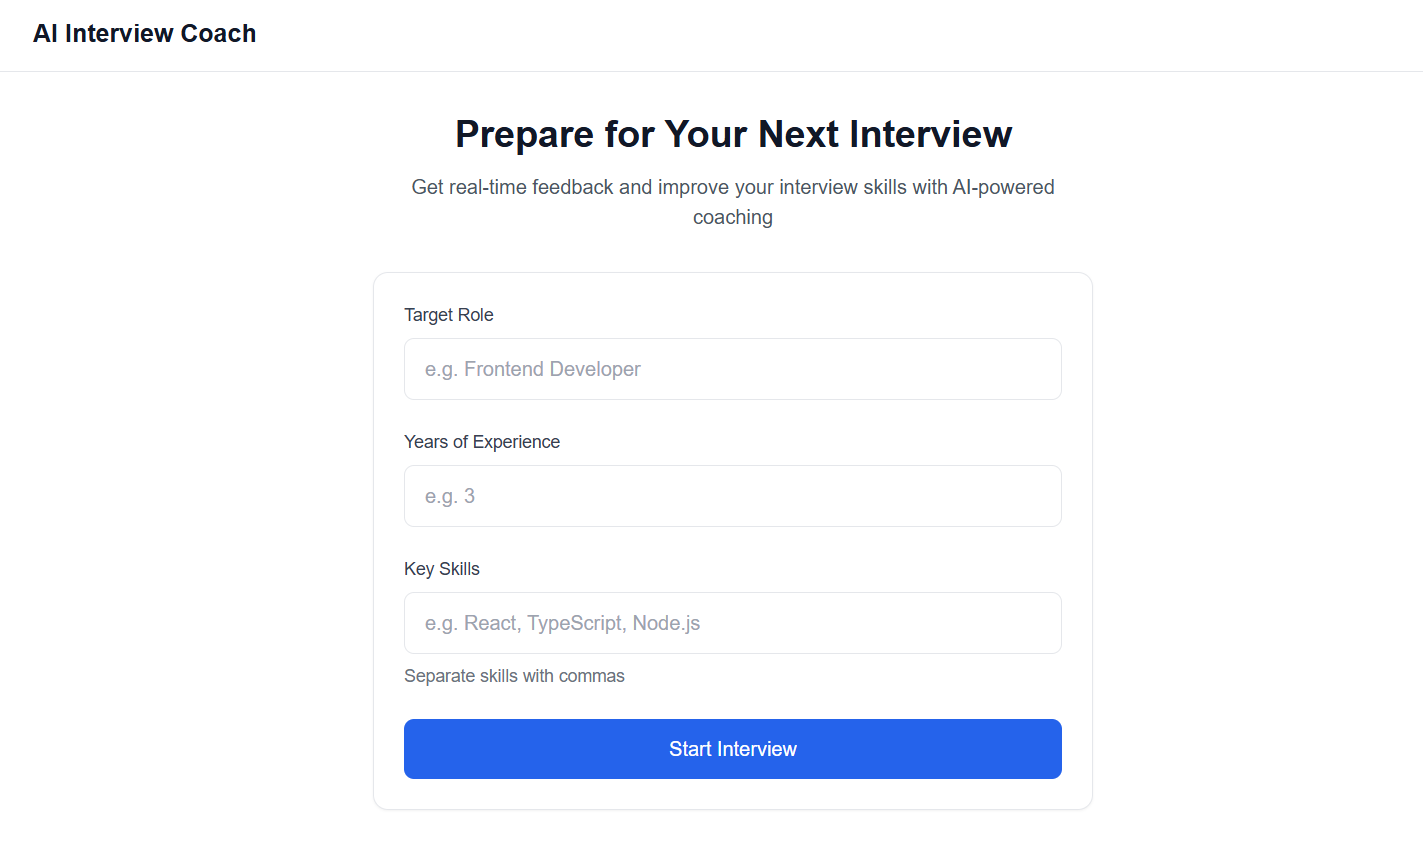 AI Interview Coach
Prepare for Your Next Interview
Get real-time feedback and improve your interview skills with AI-powered
coaching
Target Role
e.g. Frontend Developer
Years of Experience
e.g. 3
Key Skills
e.g. React, TypeScript, Node.js
Separate skills with commas
Start Interview